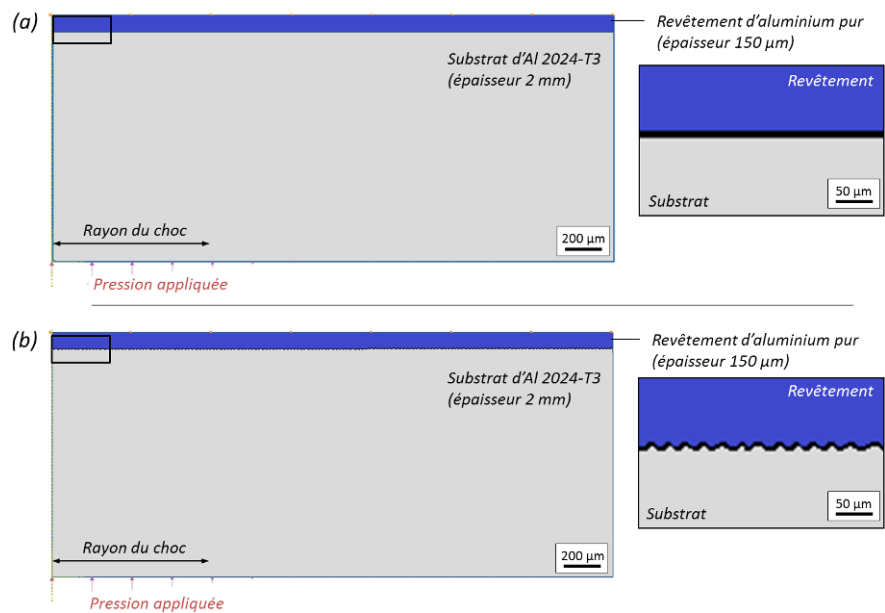 (a)
Revêtement d'aluminium pur
(épaisseur 150 µm)
Substrat d'Al 2024-T3
(épaisseur 2 mm)
Revêtement
Substrat
50 µm
Rayon du choc
200 µm
Pression appliquée
(b)
Revêtement d'aluminium pur
(épaisseur 150 µm)
Substrat d'Al 2024-T3
(épaisseur 2 mm)
Revêtement
Substrat
50 µm
Rayon du choc
200 µm
Pression appliquée